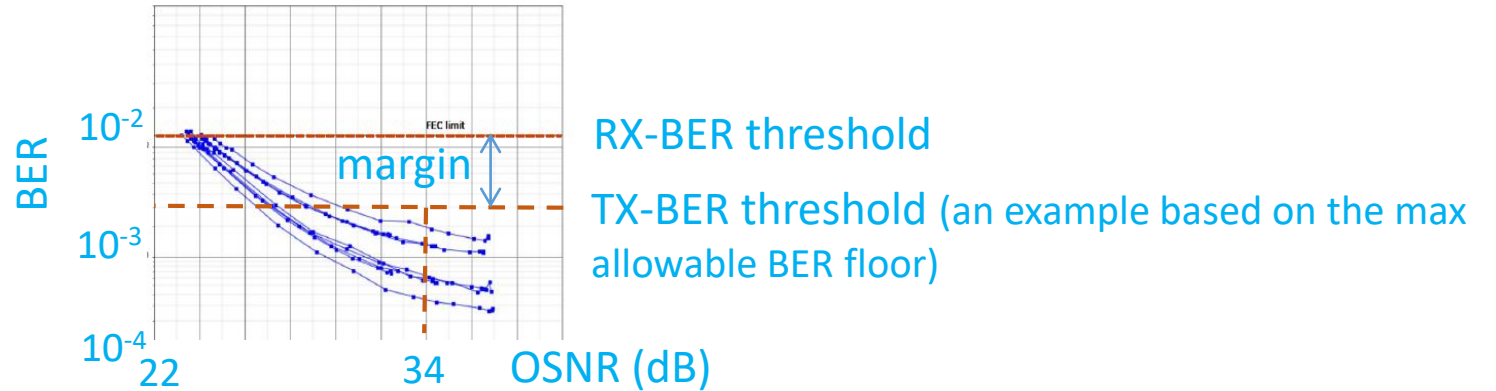 FEC limit
10-2
RX-BER threshold
margin
BER
TX-BER threshold (an example based on the max
allowable BER floor)
10-3
10-4
22
34
OSNR (dB)